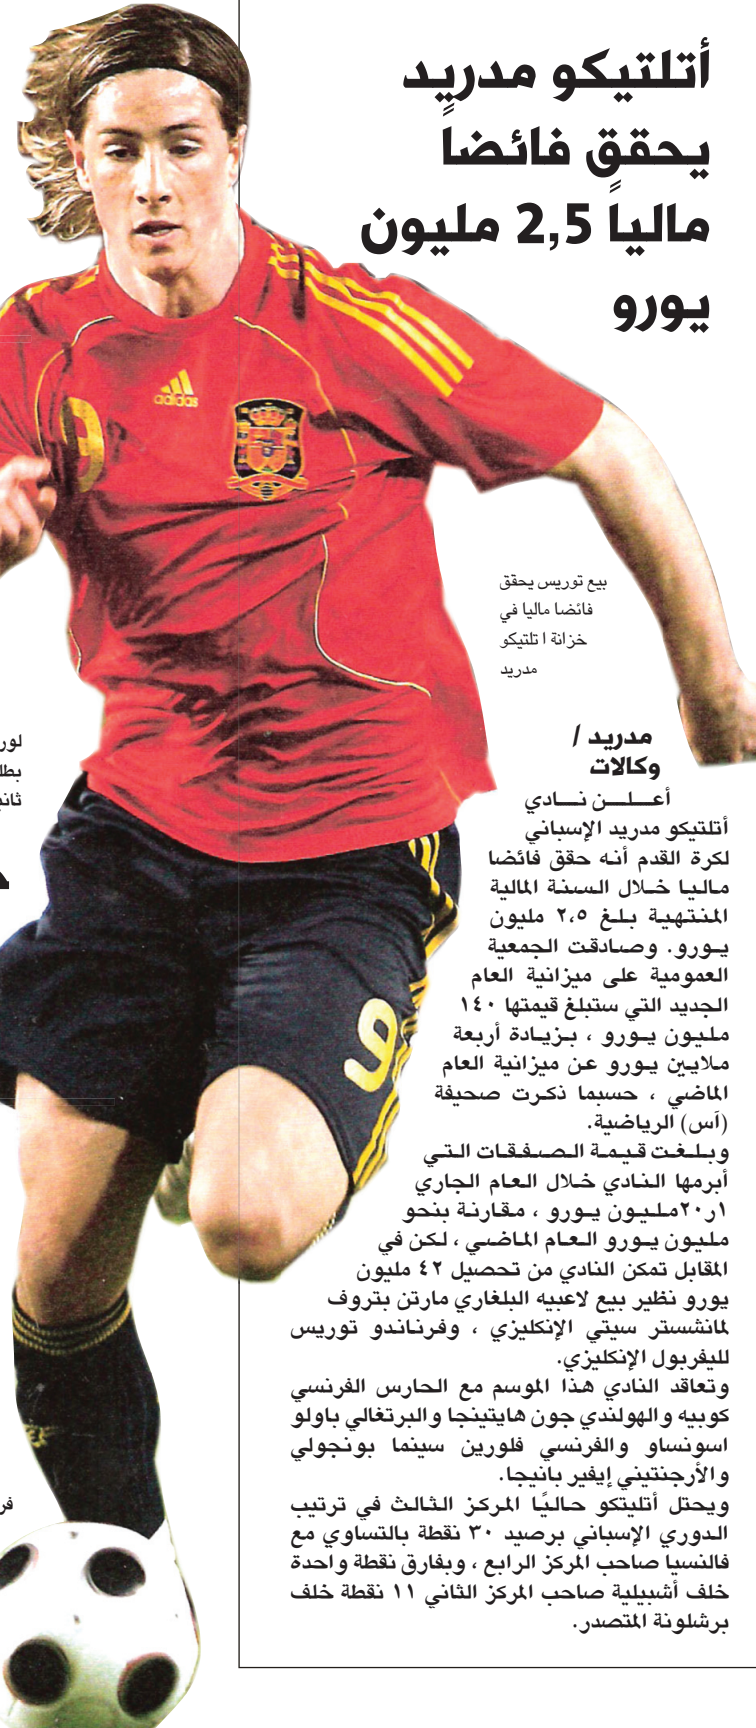 أتلتيكو مدريد
يحقق فائضاً
مالياً 2,5 مليون
يورو
adidas
بيع توريس يحقق
فائضا ماليا في
خزانة ا تلتيكو
مدريد
مدريد /
وكالات
أعـــلـــن نـــادي
أتلتيكو مدريد الإسباني
لكرة القدم أنه حقق فائضا
ماليا خلال السنة المالية
المنتهية بلغ ٢،٥ مليون
يورو. وصادقت الجمعية
العمومية على ميزانية العام
الجديد التي ستبلغ قيمتها ١٤٠
مليون يورو ، بزيادة أربعة
ملايين يورو عن ميزانية العام
الماضي ، حسبما ذكرت صحيفة
(آس) الرياضية.
وبلغت قيمة الصفقات التي
أبرمها النادي خلال العام الجاري
١ر٢٠مليون يورو ، مقارنة بنحو
مليون يورو العام الماضي ، لكن في
المقابل تمكن النادي من تحصيل ٤٢ مليون
يورو نظير بيع لاعبيه البلغاري مارتن بتروف
لمانشستر سيتي الإنكليزي ، وفرناندو توريس
لليفربول الإنكليزي.
وتعاقد النادي هذا الموسم مع الحارس الفرنسي
كوبيه والهولندي جون هايتينجا والبرتغالي باولو
اسونساو والفرنسي فلورين سينما بونجولي
والأرجنتيني إيفير بانيجا.
ويحتل أتليتكو حاليًا المركز الثالث في ترتيب
الدوري الإسباني برصيد ٣٠ نقطة بالتساوي مع
فالنسيا صاحب المركز الرابع ، وبفارق نقطة واحدة
خلف أشبيلية صاحب المركز الثاني ١١ نقطة خلف
برشلونة المتصدر.
9